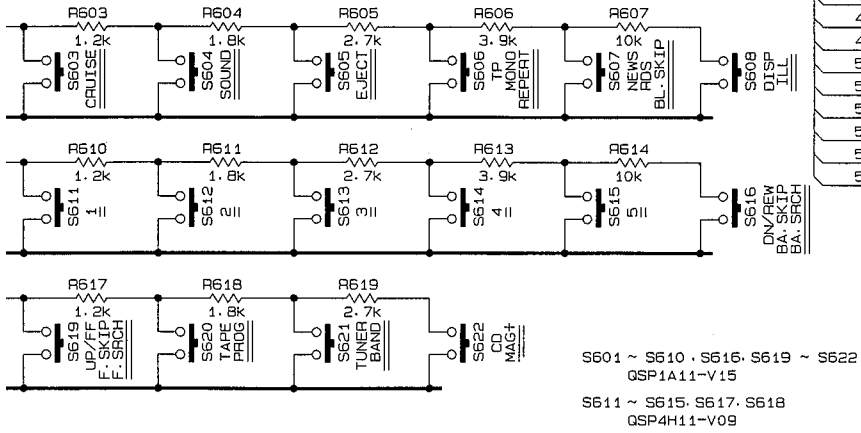 R603 R604 R605 R606 R607
1.2k 1.8k 2.7k 3.9k 10k
S603
CRUISE
S604
SOUND
S605
EJECT
S606
TP
MONO
REPERT
S607
NEWS
RDS
BL. SKIP
S608
DISP
ILL
R610 R611 R612 R613 R614
1.2k 1.8k 2.7k 3.9k 10k
S611
1
S612
2
S613
3
S614
4
S615
5
S616
DN/REW
BA. SKIP
BA. SRCH
R617 R618 R619
1.2k 1.8k 2.7k
S619
UP/FF
F. SKIP
F. SRCH
S620
TAPE
PROG
S621
TUNER
BAND
S622
CD
MAG+
S601 ~ S610 . S616. S619 ~ S622
QSP1A11-V15
S611 ~ S615. S617. S618
QSP4H11-V09